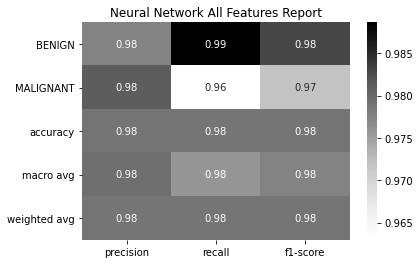 Neural Network All Features Report
BENIGN 0.98 0.99 0.98
MALIGNANT 0.98 0.96 0.97
accuracy 0.98 0.98 0.98
macro avg 0.98 0.98 0.98
weighted avg 0.98 0.98 0.98
precision recall f1-score
0.985
0.980
0.975
0.970
0.965